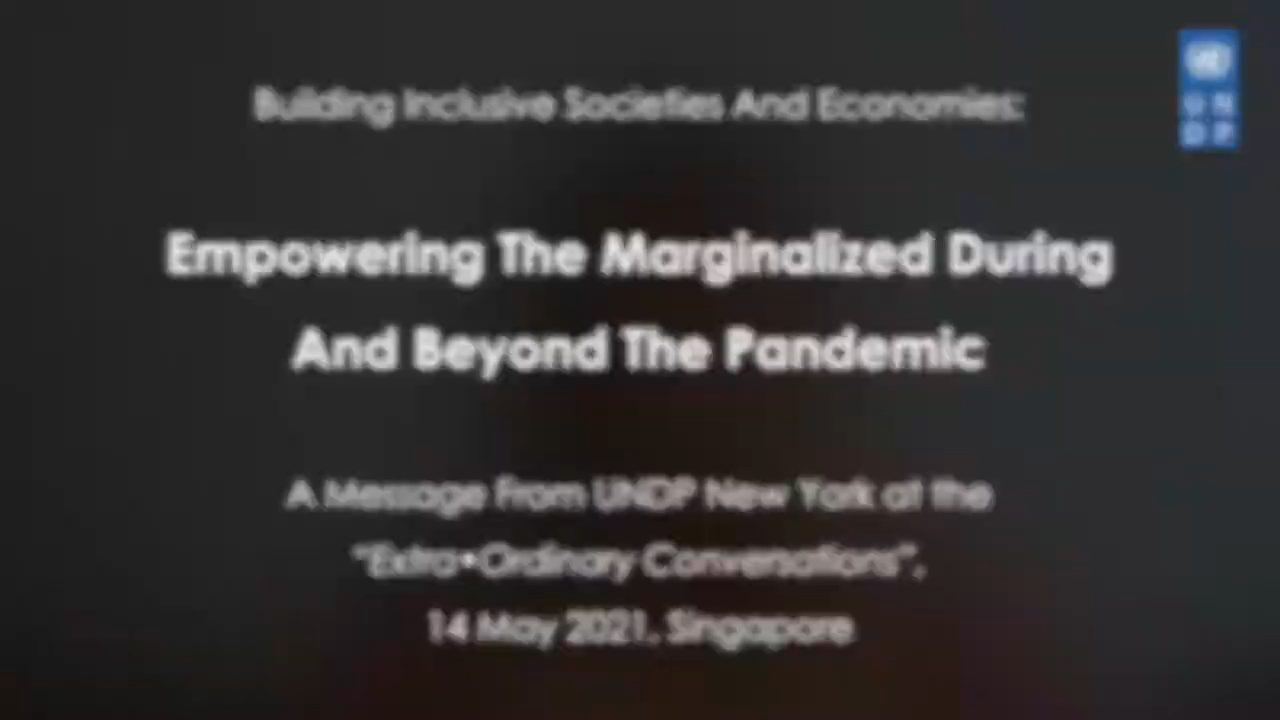 Building Inclusive Societies And Economies:
Empowering The Marginalized During
And Beyond The Pandemic
A Message From UNDP New York at the
"Extra•Ordinary Conversations",
14 May 2021, Singapore
U N
D P